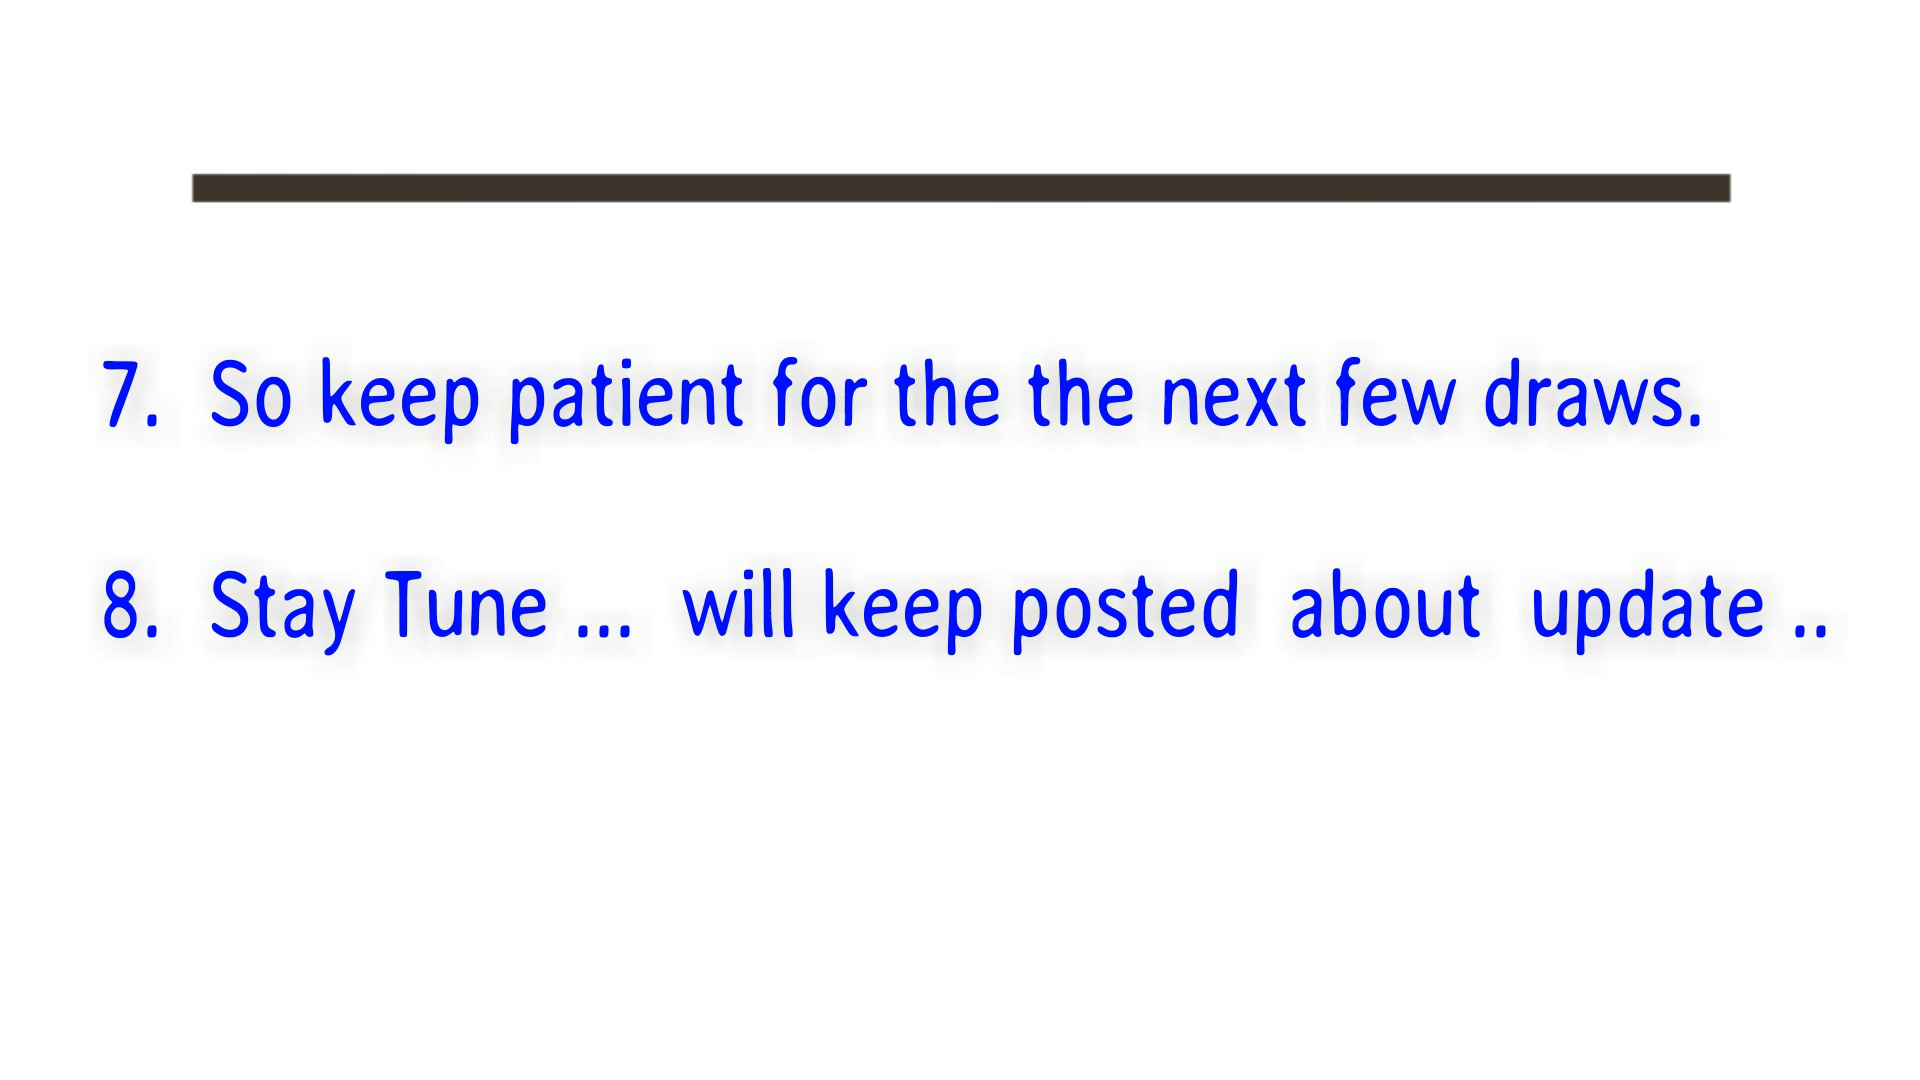 7. So keep patient for the the next few draws.
8. Stay Tune ... will keep posted about update ..